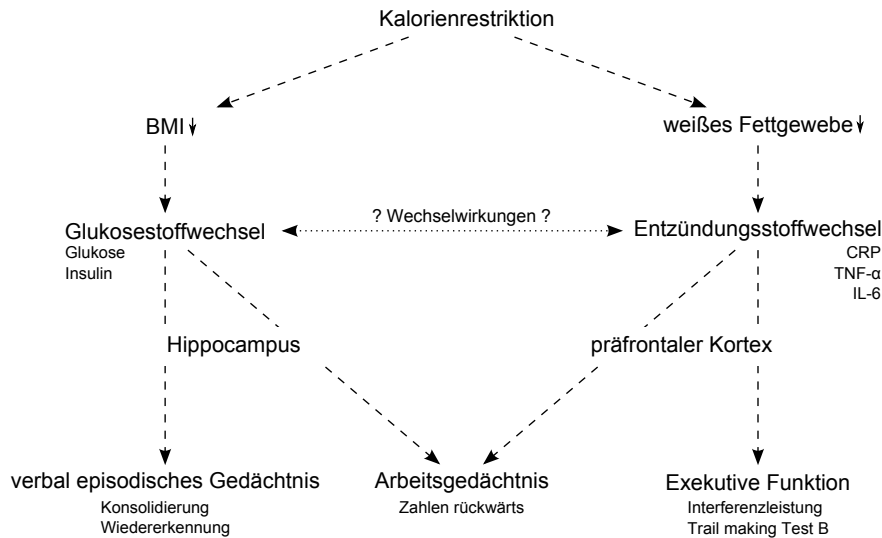 Kalorienrestriktion
BMI
weißes Fettgewebe
? Wechselwirkungen ?
Glukosestoffwechsel
Glukose
Insulin
Entzündungsstoffwechsel
CRP
TNF-α
IL-6
Hippocampus
präfrontaler Kortex
verbal episodisches Gedächtnis
Konsolidierung
Wiedererkennung
Arbeitsgedächtnis
Zahlen rückwärts
Exekutive Funktion
Interferenzleistung
Trail making Test B